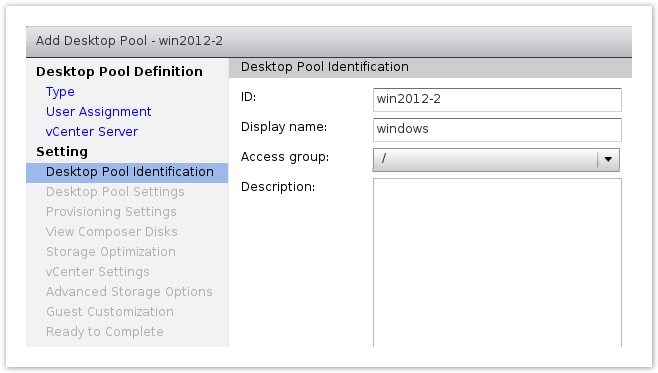 Add Desktop Pool - win2012-2
Desktop Pool Definition
Type
User Assignment
vCenter Server
Setting
Desktop Pool Identification
Desktop Pool Settings
Provisioning Settings
View Composer Disks
Storage Optimization
vCenter Settings
Advanced Storage Options
Guest Customization
Ready to Complete
Desktop Pool Identification
ID: win2012-2
Display name: windows
Access group: /
Description: